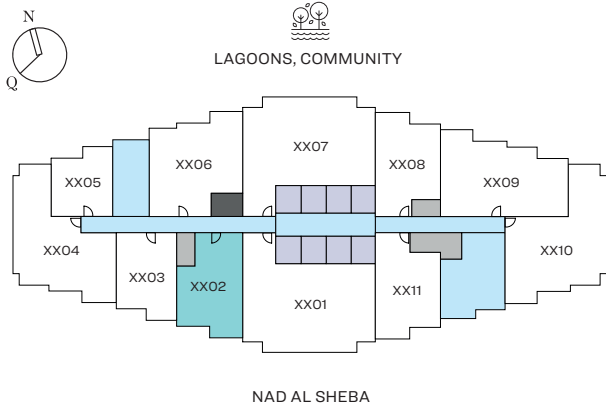 N
Q
LAGOONS, COMMUNITY
XX07
XX06
XX08
XX05
XX09
XX04
XX10
XX03
XX02
XX01
XX11
NAD AL SHEBA